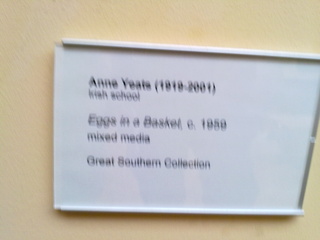 Anne Yeats (1919-2001)
Irish school
Eggs in a Basket, c. 1959
mixed media
Great Southern Collection